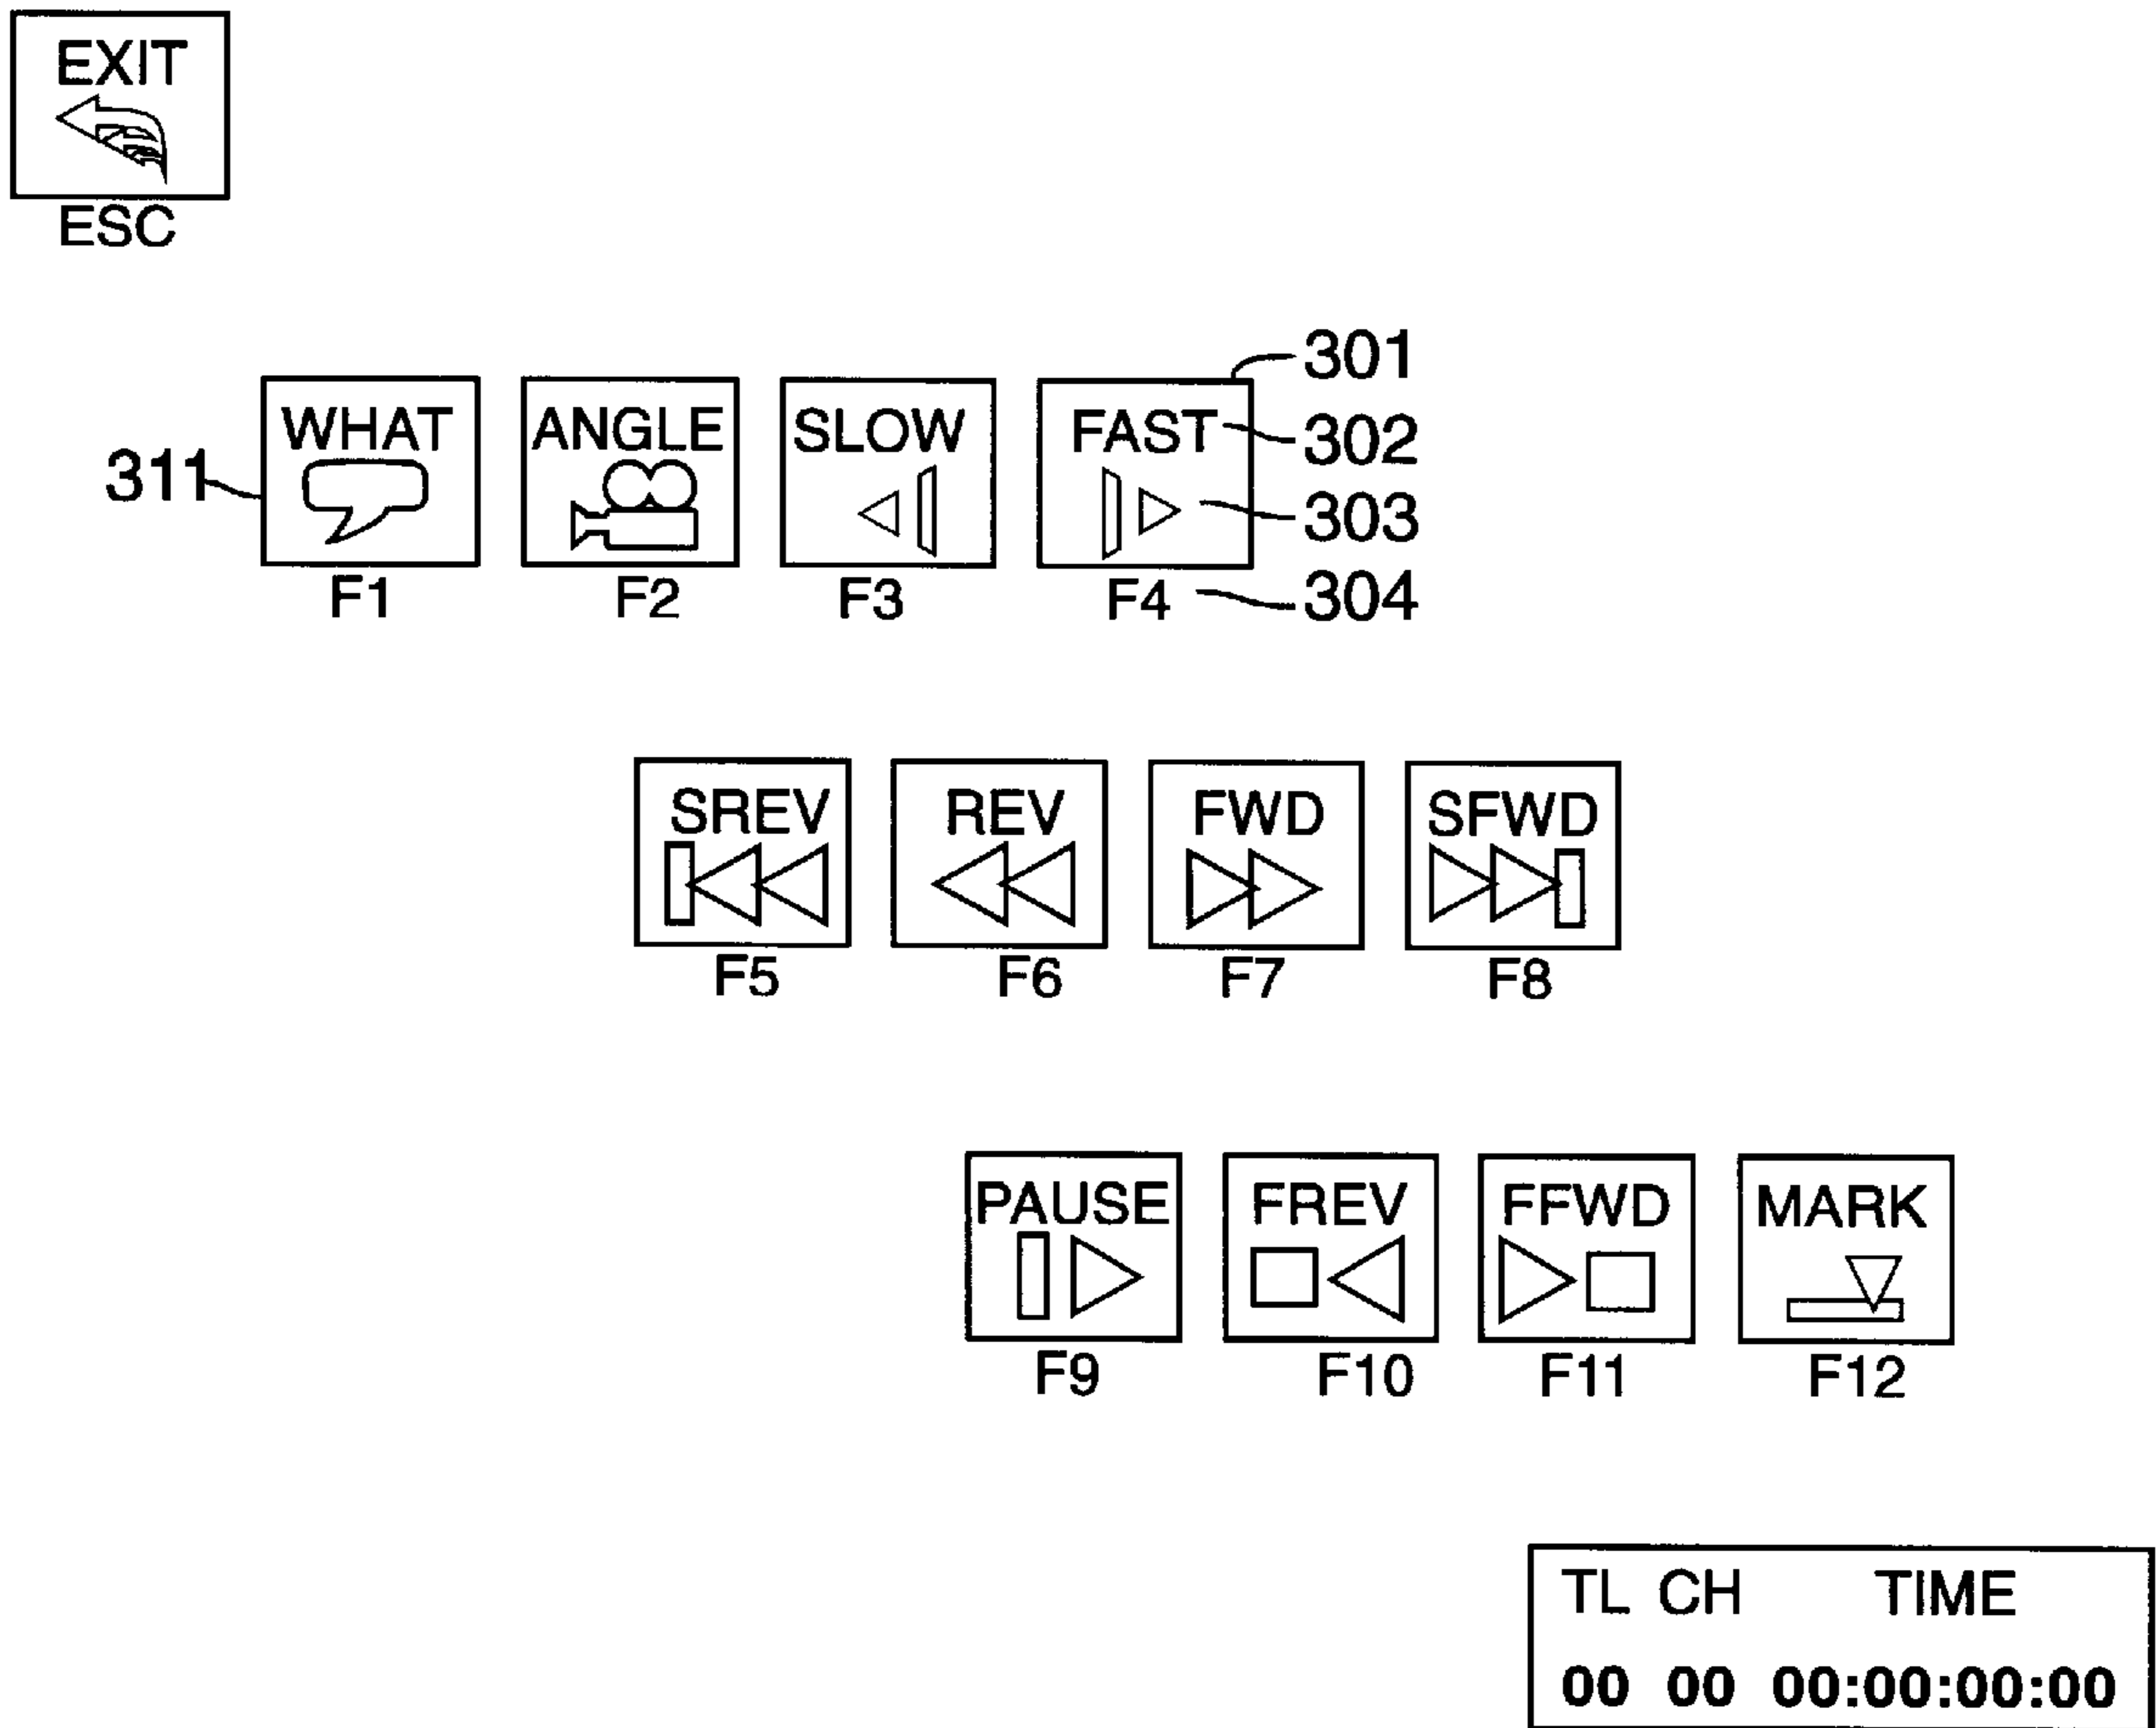 EXIT
ESC
301
WHAT ANGLE SLOW FAST 302
311
303
F1 F2 F3 F4 304
SREV REV FWD SFWD
F5 F6 F7 F8
PAUSE FREV FFWD MARK
F9 F10 F11 F12
TL CH TIME
00 00 00:00:00:00